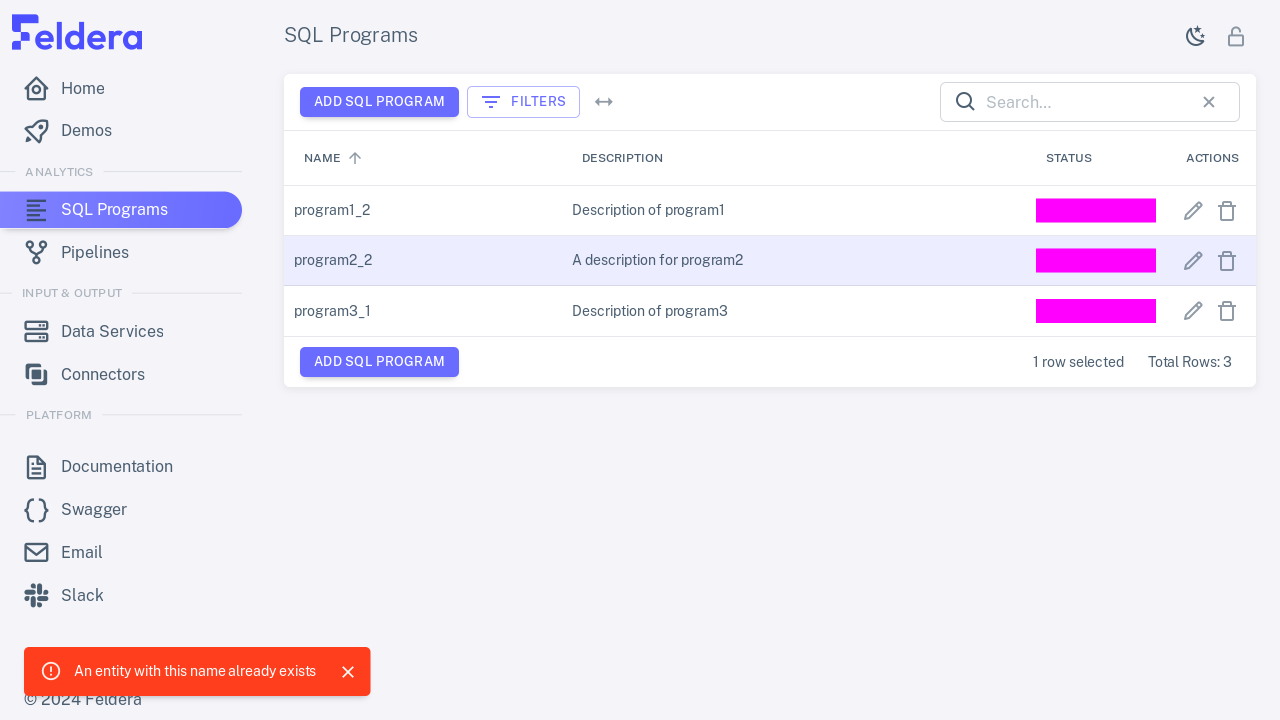 Feldera
Home
Demos
ANALYTICS
SQL Programs
Pipelines
INPUT & OUTPUT
Data Services
Connectors
PLATFORM
Documentation
Swagger
Email
Slack
© 2024 Feldera
SQL Programs
ADD SQL PROGRAM FILTERS Search...
NAME DESCRIPTION STATUS ACTIONS
program1_2 Description of program1
program2_2 A description for program2
program3_1 Description of program3
ADD SQL PROGRAM 1 row selected Total Rows: 3
An entity with this name already exists